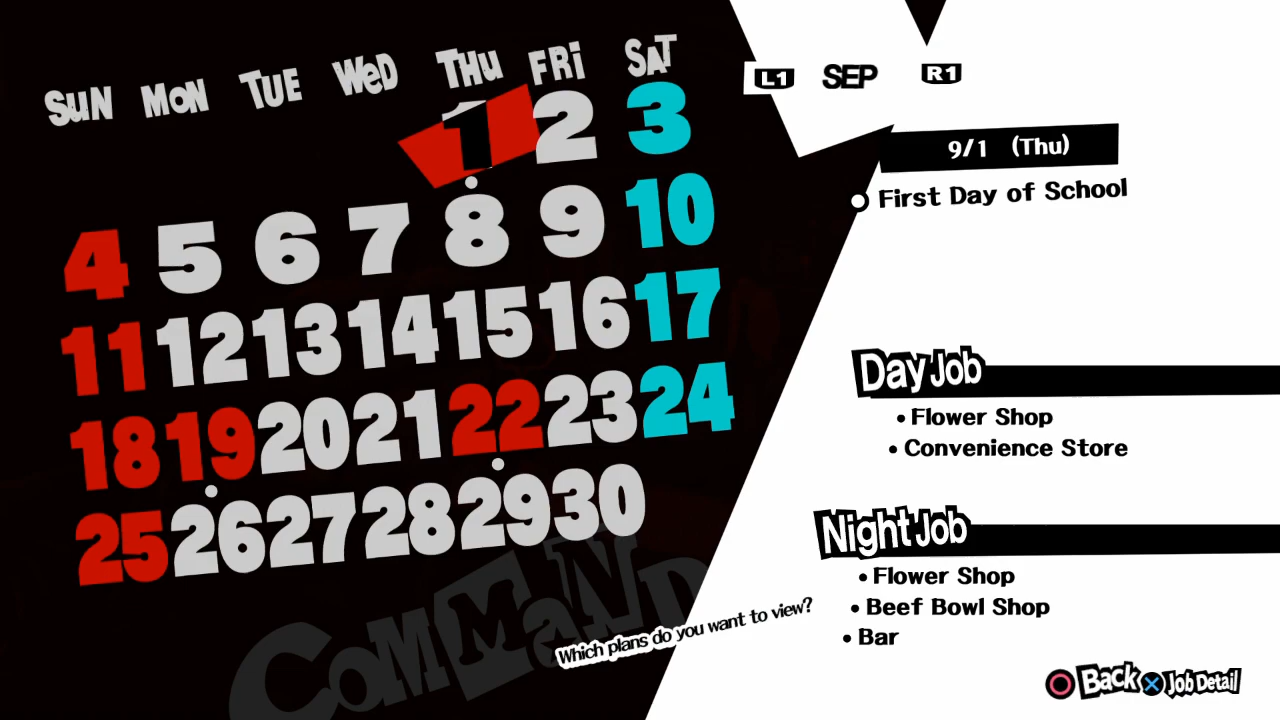 SUN MON TUE WeD THU FRi SAT
1 2 3
4 5 6 7 8 9 10
11 12 13 14 15 16 17
18 19 20 21 22 23 24
25 26 27 28 29 30
COMMaND
Which plans do you want to view?
L1 SEP R1
9/1 (Thu)
First Day of School
Day Job
• Flower Shop
• Convenience Store
Night Job
• Flower Shop
• Beef Bowl Shop
• Bar
Back Job Detail